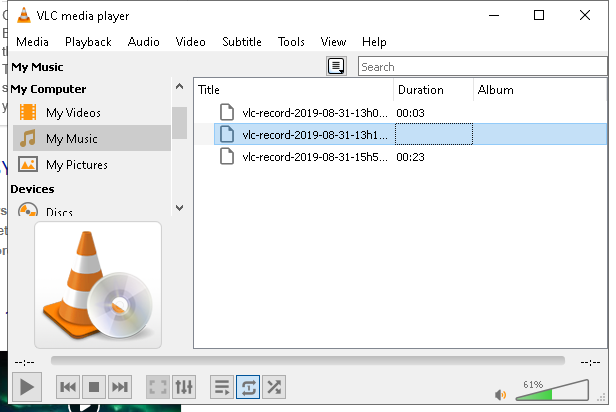 VLC media player
Media Playback Audio Video Subtitle Tools View Help
My Music
Search
My Computer
My Videos
My Music
My Pictures
Devices
Discs
Title Duration Album
vlc-record-2019-08-31-13h0... 00:03
vlc-record-2019-08-31-13h1...
vlc-record-2019-08-31-15h5... 00:23
--:-- --:--
61%